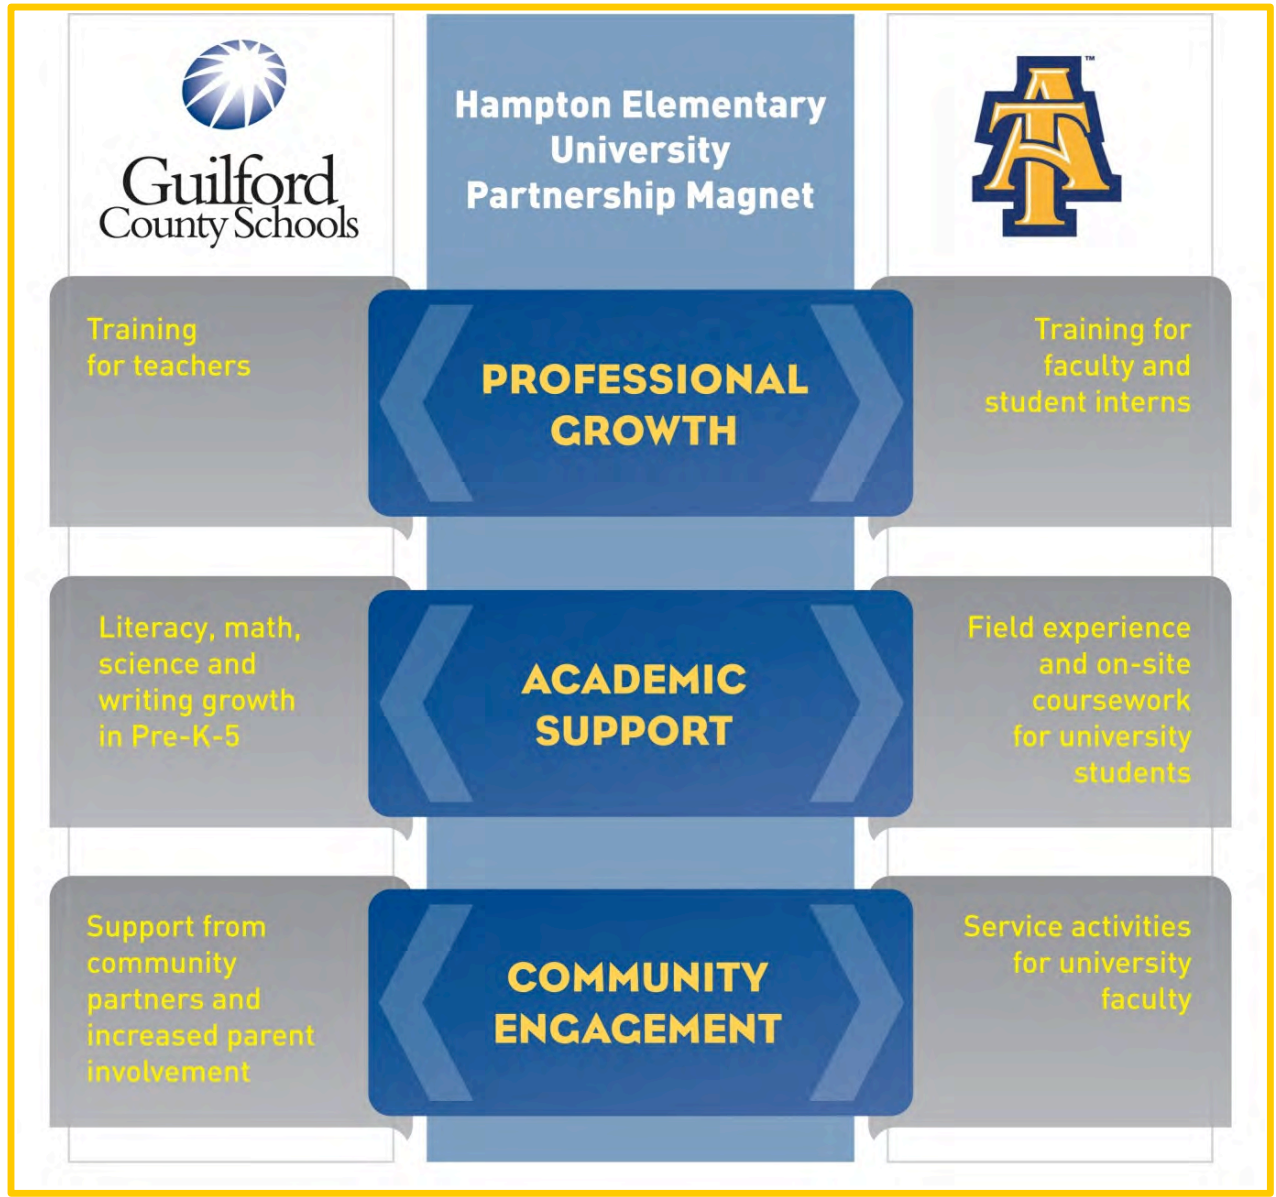 Guilford
County Schools
Hampton Elementary
University
Partnership Magnet
AT
™
Training
for teachers
PROFESSIONAL
GROWTH
Training for
faculty and
student interns
Literacy, math,
science and
writing growth
in Pre-K-5
ACADEMIC
SUPPORT
Field experience
and on-site
coursework
for university
students
Support from
community
partners and
increased parent
involvement
COMMUNITY
ENGAGEMENT
Service activities
for university
faculty